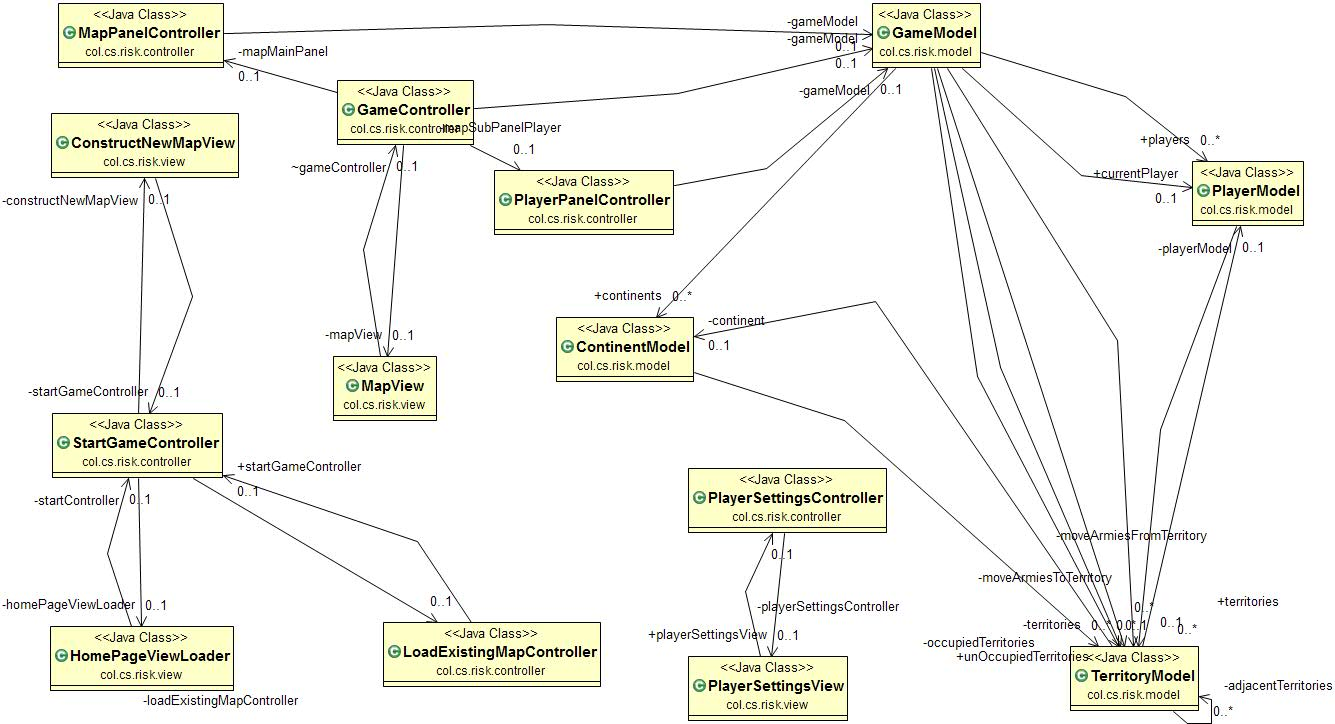 <<Java Class>>
MapPanelController
col.cs.risk.controller
-gameModel
-gameModel
0..1
0..1
<<Java Class>>
GameModel
col.cs.risk.model
-mapMainPanel
0..1
<<Java Class>>
GameController
col.cs.risk.controller
-mapSubPanelPlayer
0..1
-gameModel
0..1
<<Java Class>>
ConstructNewMapView
col.cs.risk.view
-constructNewMapView
0..1
~gameController
0..1
<<Java Class>>
PlayerPanelController
col.cs.risk.controller
+players
0..*
+currentPlayer
0..1
<<Java Class>>
PlayerModel
col.cs.risk.model
-playerModel
0..1
+continents
0..*
-continent
0..1
<<Java Class>>
ContinentModel
col.cs.risk.model
-mapView
0..1
<<Java Class>>
MapView
col.cs.risk.view
-startGameController
0..1
<<Java Class>>
StartGameController
col.cs.risk.controller
+startGameController
0..1
-startController
0..1
<<Java Class>>
PlayerSettingsController
col.cs.risk.controller
0..1
-playerSettingsController
+playerSettingsView
0..1
<<Java Class>>
PlayerSettingsView
col.cs.risk.view
-homePageViewLoader
0..1
<<Java Class>>
HomePageViewLoader
col.cs.risk.view
-loadExistingMapController
0..1
<<Java Class>>
LoadExistingMapController
col.cs.risk.controller
-moveArmiesFromTerritory
-moveArmiesToTerritory
+territories
0..*
-territories
0..*
0..1
0..1
0..*
-occupiedTerritories
+unOccupiedTerritories
<<Java Class>>
TerritoryModel
col.cs.risk.model
-adjacentTerritories
0..*